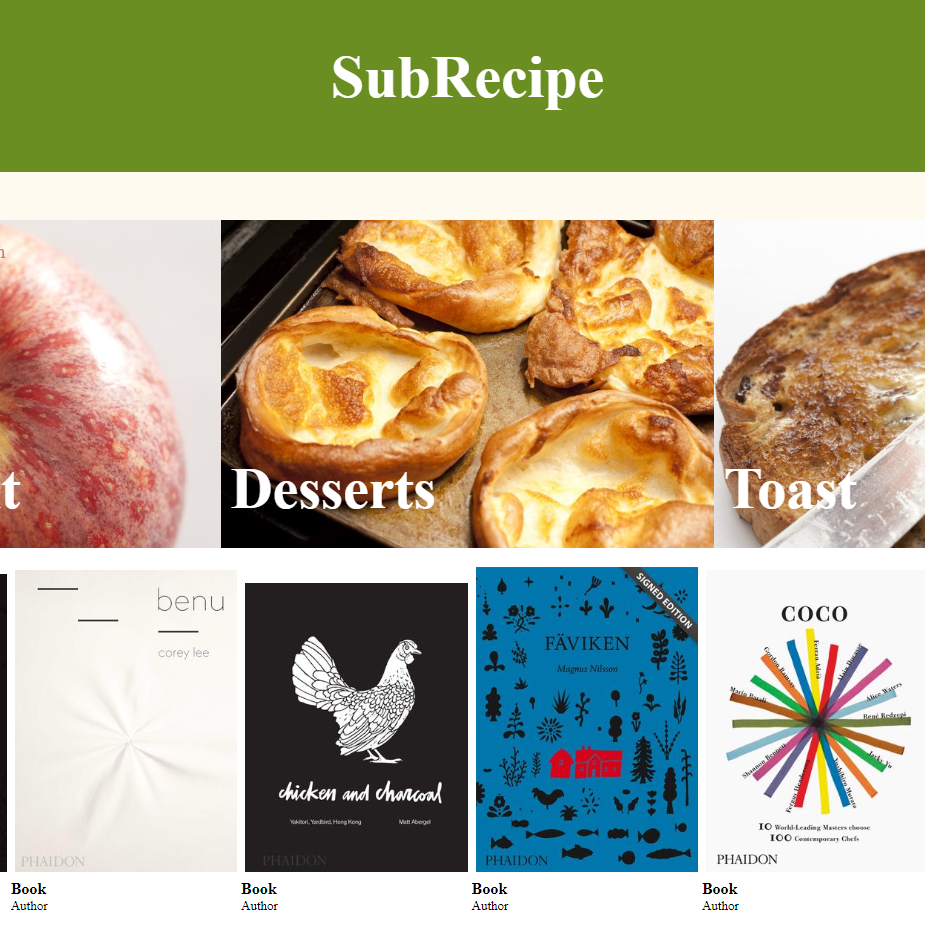 SubRecipe
n
t
Desserts
Toast
benu
corey lee
PHAIDON
Book
Author
chicken and charcoal
Yakitori, Yardbird, Hong Kong
Matt Abergel
PHAIDON
Book
Author
SIGNED EDITION
FÄVIKEN
Magnus Nilsson
PHAIDON
Book
Author
COCO
Ferran Adrià
Gordon Ramsay
Mario Batali
Alice Waters
René Redzepi
Jacky Yu
Yoshihiro Murata
Fergus Henderson
Shannon Bennett
10 World-Leading Masters choose
100 Contemporary Chefs
PHAIDON
Book
Author